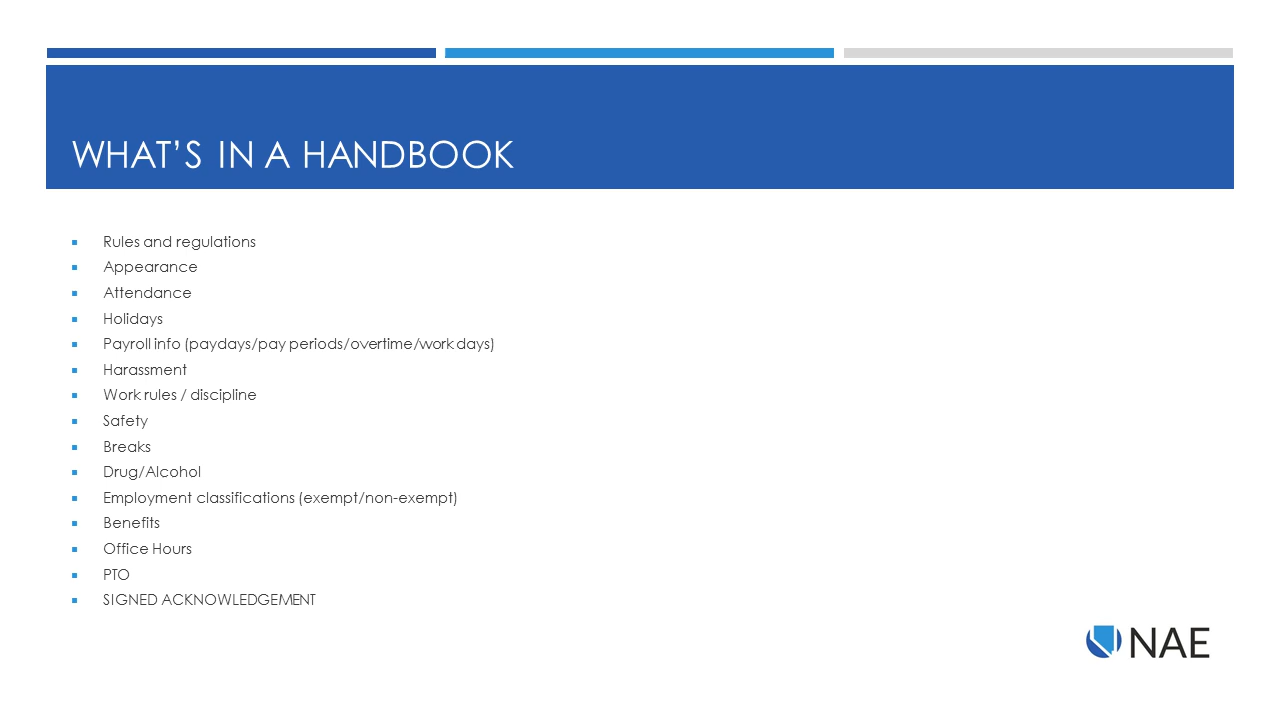 WHAT’S IN A HANDBOOK
▪ Rules and regulations
▪ Appearance
▪ Attendance
▪ Holidays
▪ Payroll info (paydays/pay periods/overtime/work days)
▪ Harassment
▪ Work rules / discipline
▪ Safety
▪ Breaks
▪ Drug/Alcohol
▪ Employment classifications (exempt/non-exempt)
▪ Benefits
▪ Office Hours
▪ PTO
▪ SIGNED ACKNOWLEDGEMENT
NAE